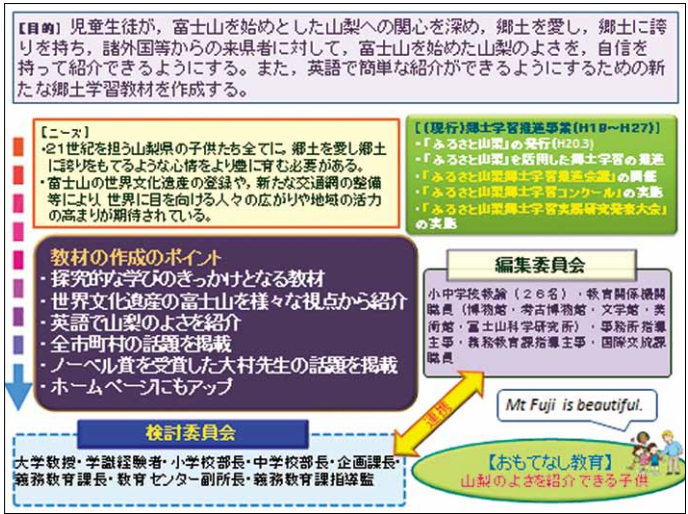 【目的】児童生徒が，富士山を始めとした山梨への関心を深め，郷土を愛し，郷土に誇
りを持ち，諸外国等からの来県者に対して，富士山を始めた山梨のよさを，自信を
持って紹介できるようにする。また，英語で簡単な紹介ができるようにするための新
たな郷土学習教材を作成する。
【ニーズ】
・21世紀を担う山梨県の子供たち全てに，郷土を愛し郷土
に誇りをもてるような心情をより豊に育む必要がある。
・富士山の世界文化遺産の登録や，新たな交通網の整備
等により，世界に目を向ける人々の広がりや地域の活力
の高まりが期待されている。
【(現行)郷土学習推進事業(H18～H27)】
・「ふるさと山梨」の発行(H20.3)
・「ふるさと山梨」を活用した郷土学習の推進
・「ふるさと山梨郷土学習推進会議」の開催
・「ふるさと山梨郷土学習コンクール」の実施
・「ふるさと山梨郷土学習実践研究発表大会」
の実施
教材の作成のポイント
・探究的な学びのきっかけとなる教材
・世界文化遺産の富士山を様々な視点から紹介
・英語で山梨のよさを紹介
・全市町村の話題を掲載
・ノーベル賞を受賞した大村先生の話題を掲載
・ホームページにもアップ
編集委員会
小中学校教諭（２６名）・教育関係機関
職員（博物館・考古博物館・文学館・美
術館・富士山科学研究所）・事務所指導
主事・義務教育課指導主事・国際交流課
職員
連携
検討委員会
大学教授・学識経験者・小学校部長・中学校部長・企画課長・
義務教育課長・教育センター副所長・義務教育課指導監
Mt Fuji is beautiful.
【おもてなし教育】
山梨のよさを紹介できる子供